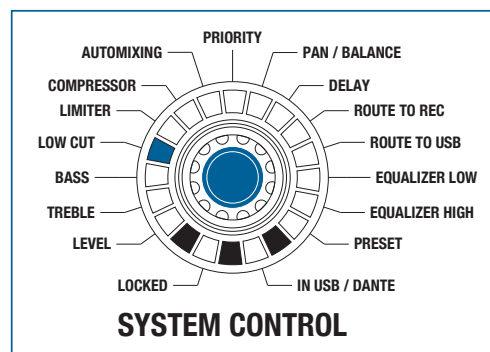 PRIORITY
AUTOMIXING
PAN / BALANCE
COMPRESSOR
DELAY
LIMITER
ROUTE TO REC
LOW CUT
ROUTE TO USB
BASS
EQUALIZER LOW
TREBLE
EQUALIZER HIGH
LEVEL
PRESET
LOCKED
IN USB / DANTE
SYSTEM CONTROL